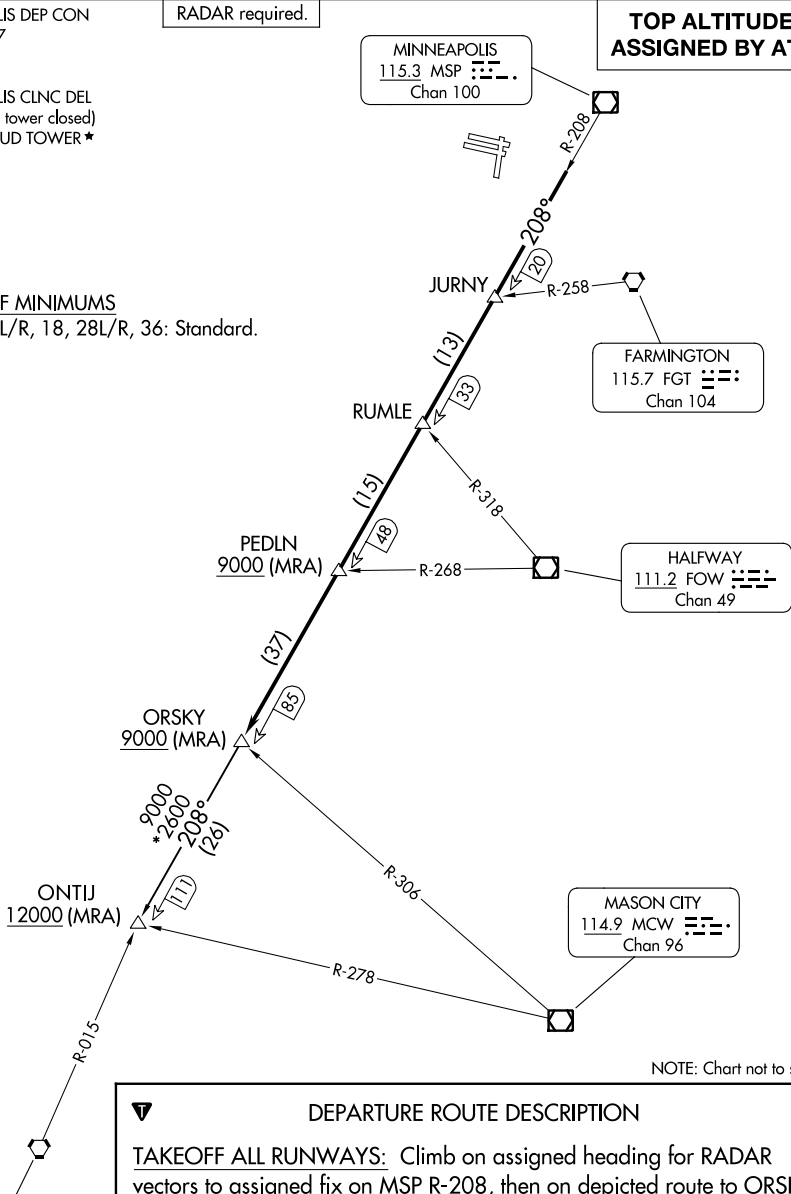 LIS DEP CON
7
RADAR required.
TOP ALTITUDE
ASSIGNED BY AT
LIS CLNC DEL
tower closed)
UD TOWER★
MINNEAPOLIS
115.3 MSP
Chan 100
R-208
208°
20
JURNY
R-258
F MINIMUMS
L/R, 18, 28L/R, 36: Standard.
FARMINGTON
115.7 FGT
Chan 104
(13)
33
RUMLE
R-318
(15)
48
PEDLN
9000 (MRA)
R-268
HALFWAY
111.2 FOW
Chan 49
(37)
85
ORSKY
9000 (MRA)
9000
*2600
208°
(26)
R-306
111
ONTIJ
12000 (MRA)
MASON CITY
114.9 MCW
Chan 96
R-278
R-015
NOTE: Chart not to s
T
DEPARTURE ROUTE DESCRIPTION
TAKEOFF ALL RUNWAYS: Climb on assigned heading for RADAR
vectors to assigned fix on MSP R-208, then on depicted route to ORSK